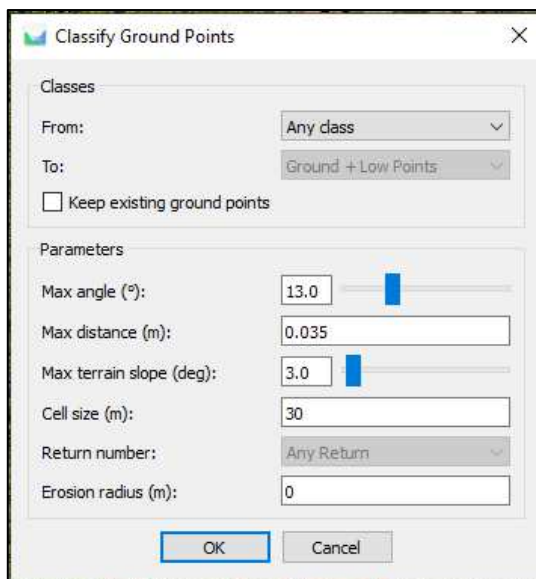 Classify Ground Points
Classes
From: Any class
To: Ground + Low Points
Keep existing ground points
Parameters
Max angle (°): 13.0
Max distance (m): 0.035
Max terrain slope (deg): 3.0
Cell size (m): 30
Return number: Any Return
Erosion radius (m): 0
OK Cancel